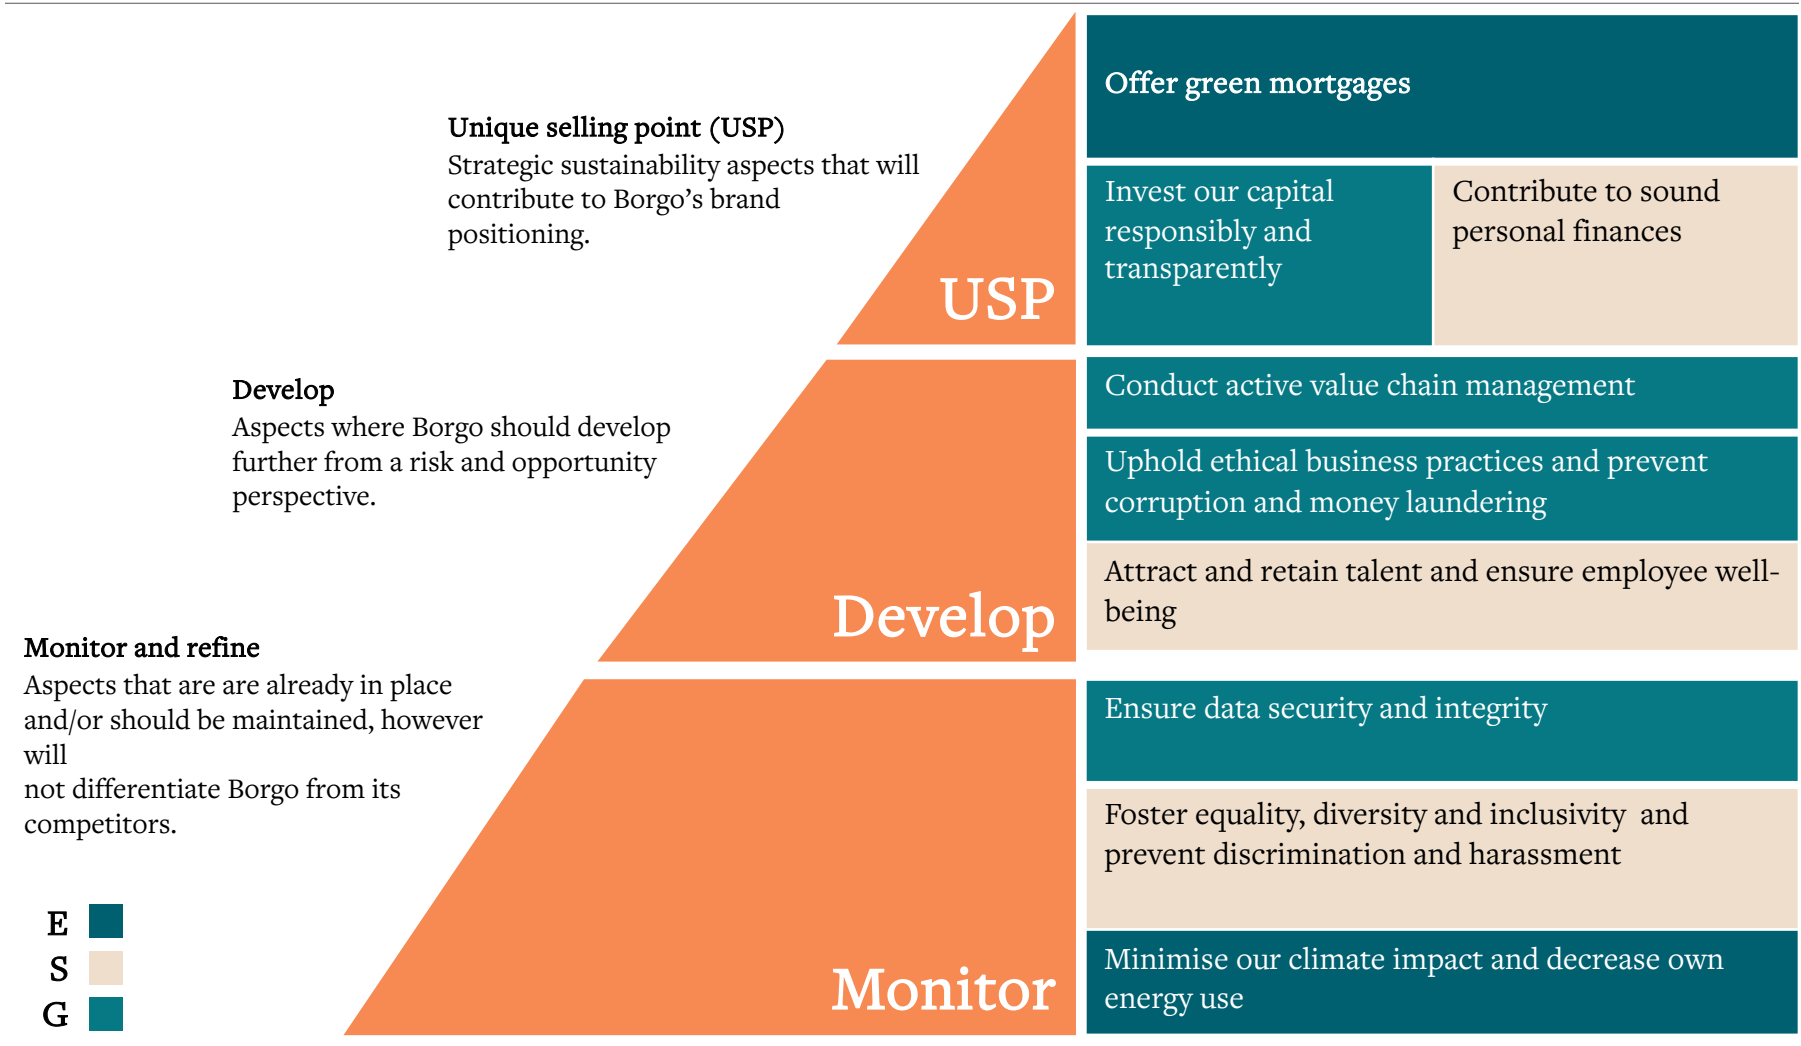 Unique selling point (USP)
Strategic sustainability aspects that will
contribute to Borgo’s brand
positioning.
USP
Offer green mortgages
Invest our capital
responsibly and
transparently
Contribute to sound
personal finances
Develop
Aspects where Borgo should develop
further from a risk and opportunity
perspective.
Develop
Conduct active value chain management
Uphold ethical business practices and prevent
corruption and money laundering
Attract and retain talent and ensure employee well-
being
Monitor and refine
Aspects that are are already in place
and/or should be maintained, however
will
not differentiate Borgo from its
competitors.
Monitor
Ensure data security and integrity
Foster equality, diversity and inclusivity and
prevent discrimination and harassment
Minimise our climate impact and decrease own
energy use
E
S
G